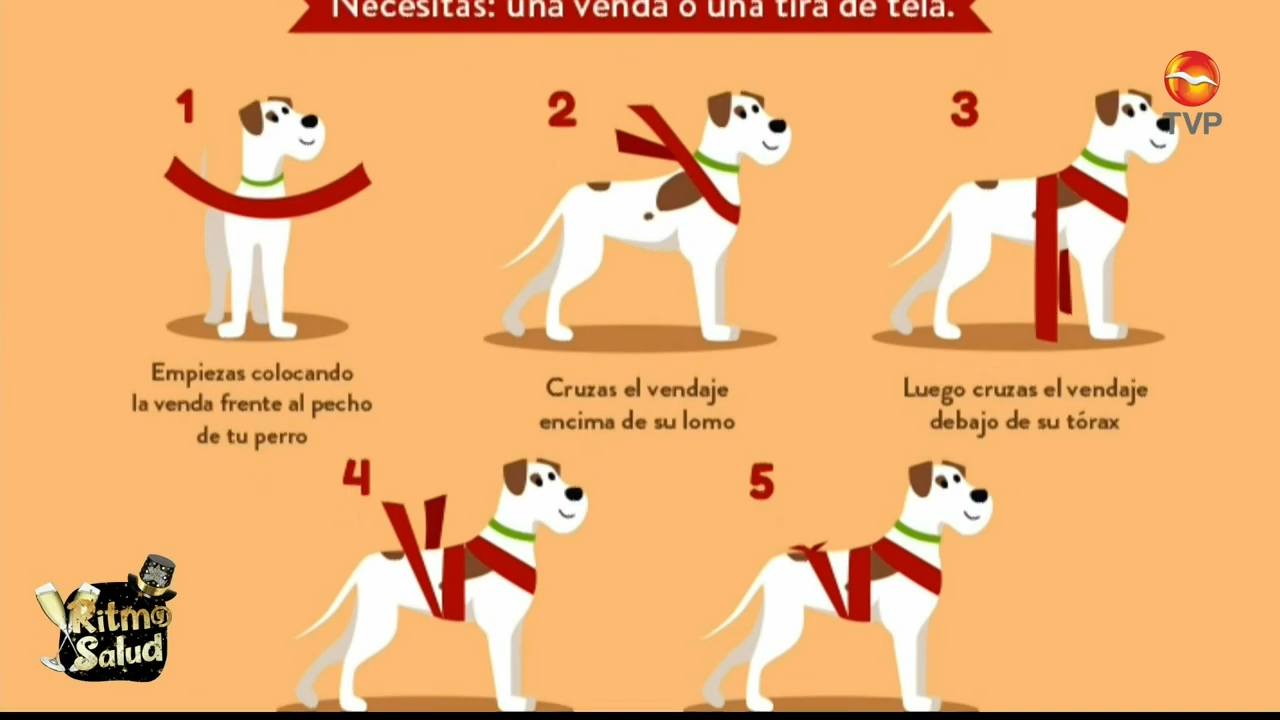 Necesitas: una venda o una tira de tela.
TVP
1
2
3
Empiezas colocando
la venda frente al pecho
de tu perro
Cruzas el vendaje
encima de su lomo
Luego cruzas el vendaje
debajo de su tórax
4
5
Ritmo
Salud